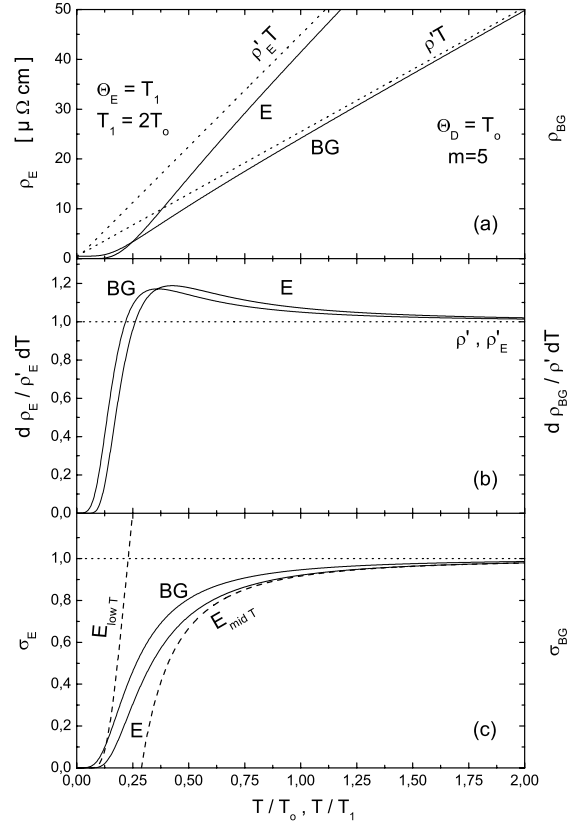 50
40
30
20
10
0
ρ_E [ μ Ω cm ]
ρ_BG
Θ_E = T_1
T_1 = 2T_o
ρ'_E T
E
ρ'T
BG
Θ_D = T_o
m=5
(a)
1,2
1,0
0,8
0,6
0,4
0,2
0,0
d ρ_E / ρ'_E dT
d ρ_BG / ρ' dT
BG
E
ρ' , ρ'_E
(b)
1,0
0,8
0,6
0,4
0,2
0,0
σ_E
σ_BG
E_low T
BG
E_mid T
E
(c)
0,00 0,25 0,50 0,75 1,00 1,25 1,50 1,75 2,00
T / T_o , T / T_1